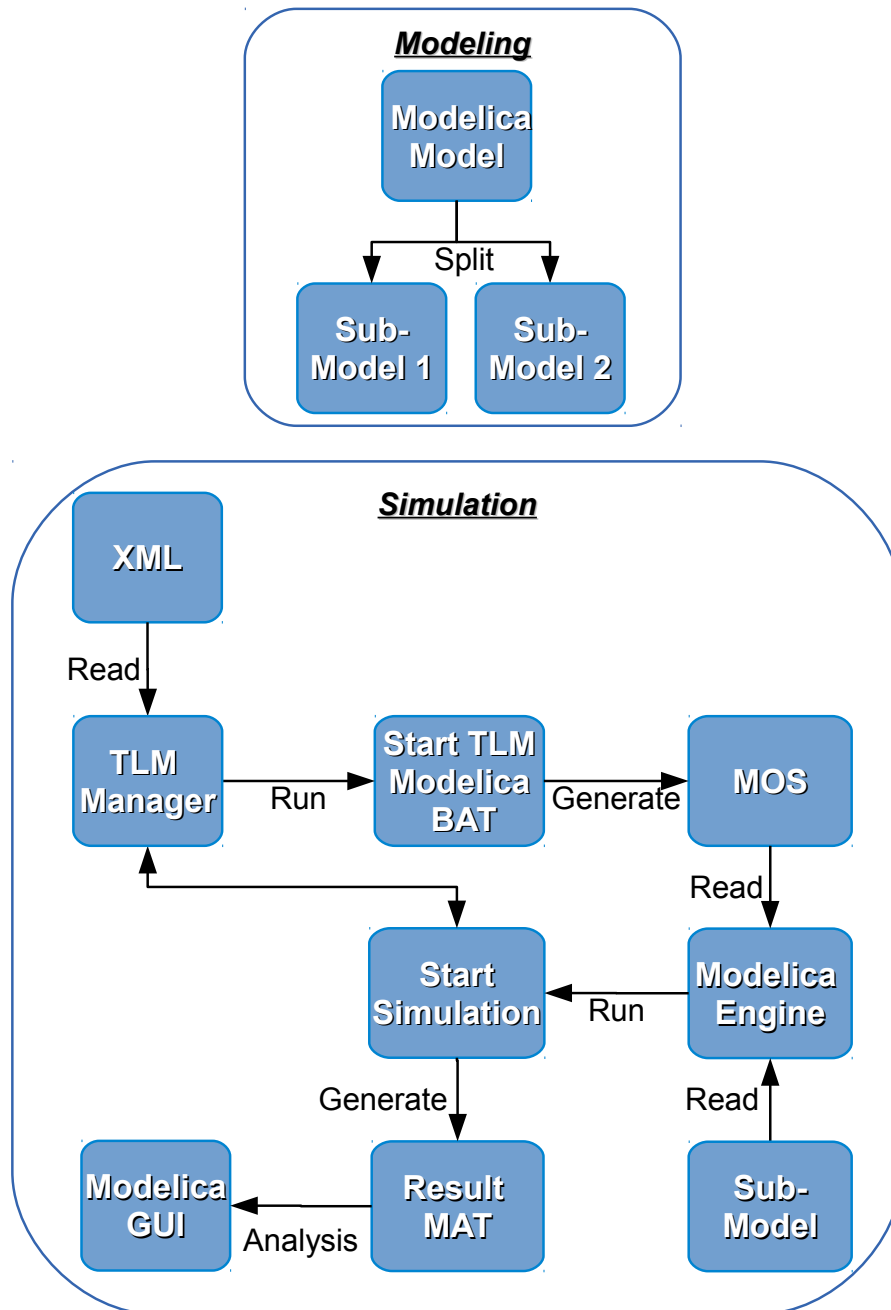 Modeling
Modelica
Model
Split
Sub-
Model 1
Sub-
Model 2
Simulation
XML
Read
TLM
Manager
Run
Start TLM
Modelica
BAT
Generate
MOS
Read
Start
Simulation
Run
Modelica
Engine
Generate
Read
Modelica
GUI
Analysis
Result
MAT
Sub-
Model